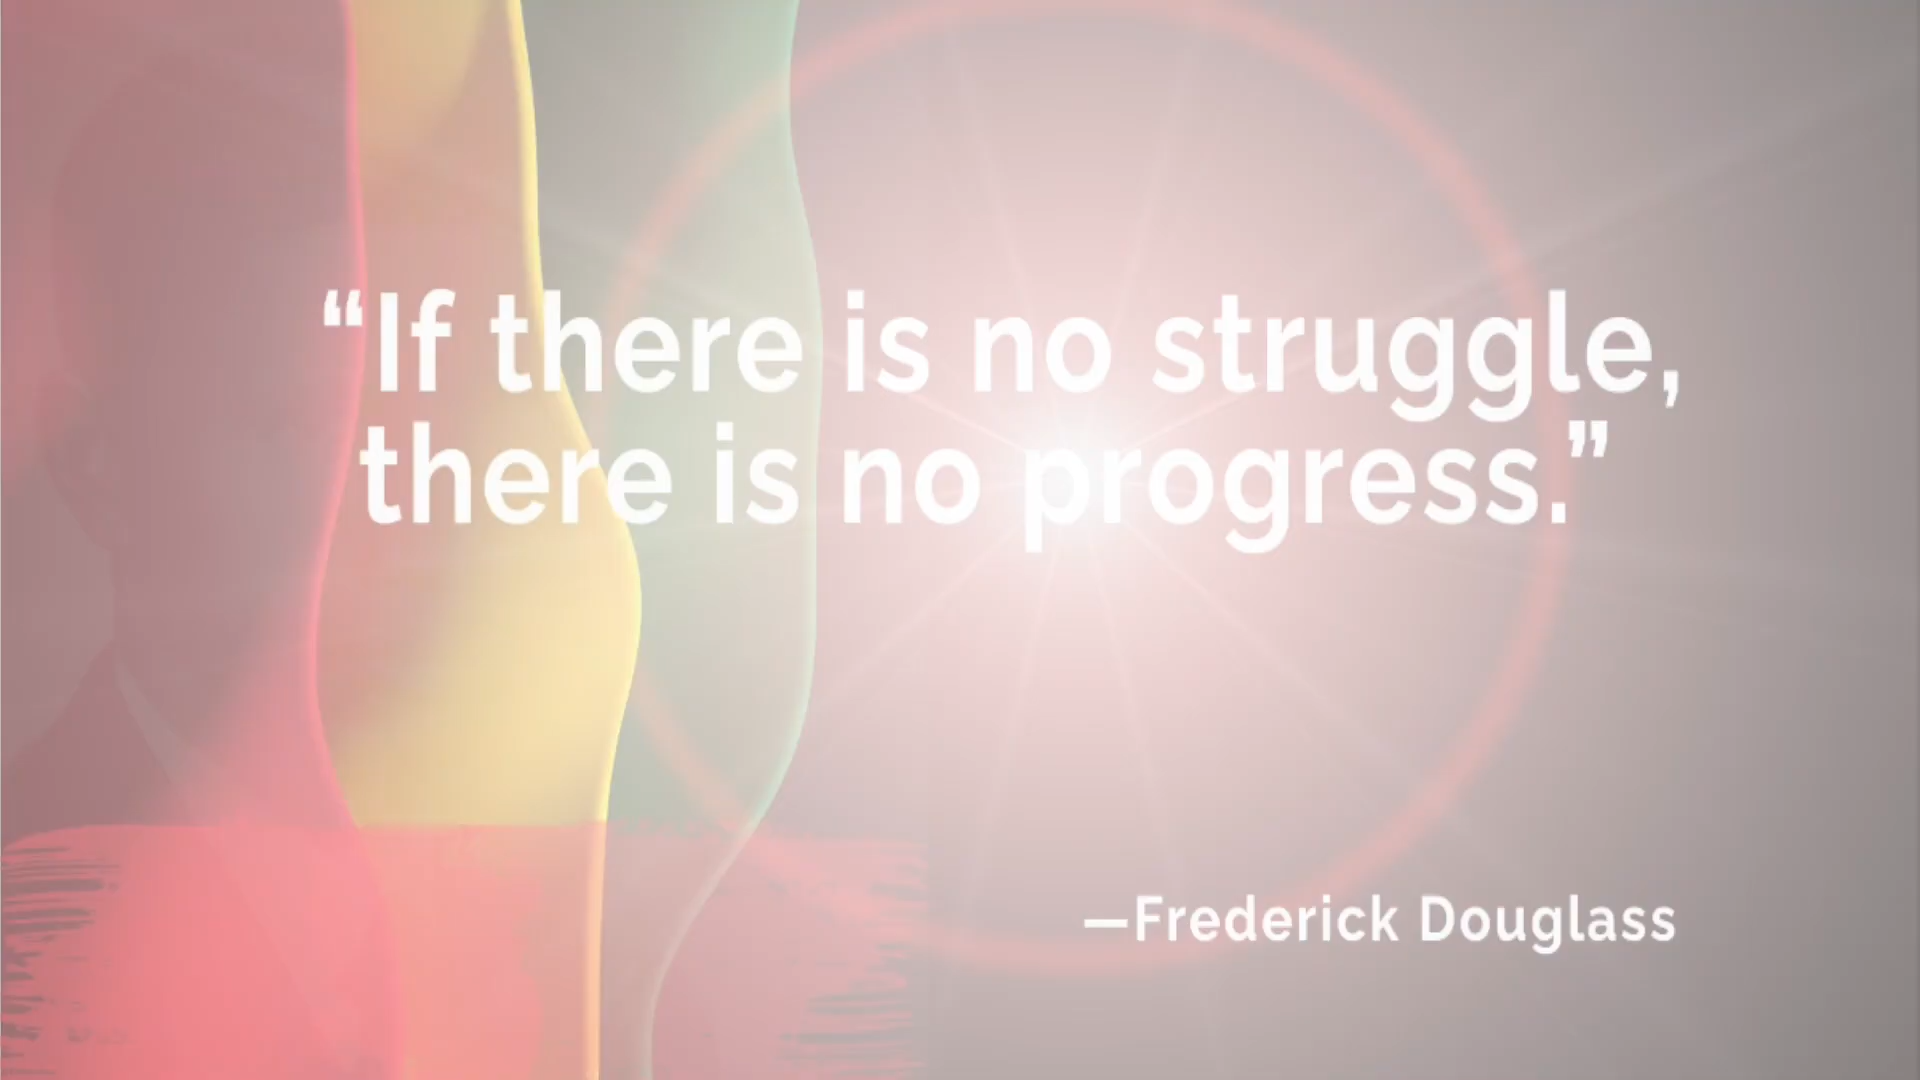 “If there is no struggle,
there is no progress.”
—Frederick Douglass